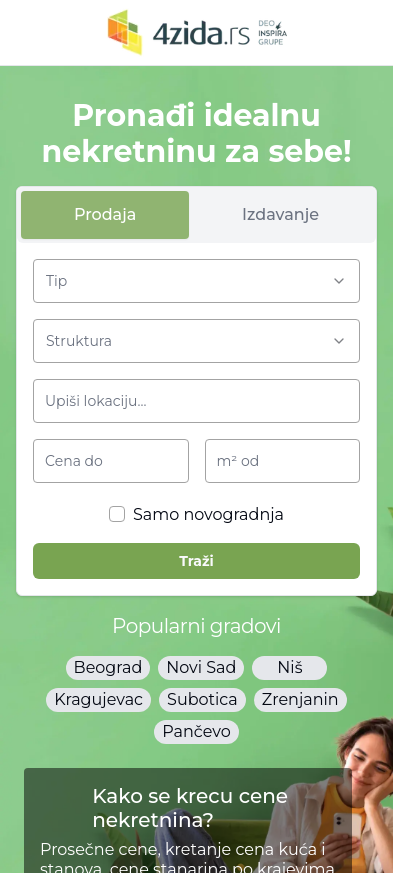 4zida.rs
DEO
INSPIRA
GRUPE
Pronađi idealnu
nekretninu za sebe!
Prodaja
Izdavanje
Tip
Struktura
Upiši lokaciju...
Cena do
m² od
Samo novogradnja
Traži
Popularni gradovi
Beograd
Novi Sad
Niš
Kragujevac
Subotica
Zrenjanin
Pančevo
Kako se krecu cene
nekretnina?
Prosečne cene, kretanje cena kuća i
stanova, cene stanarina po krajevima